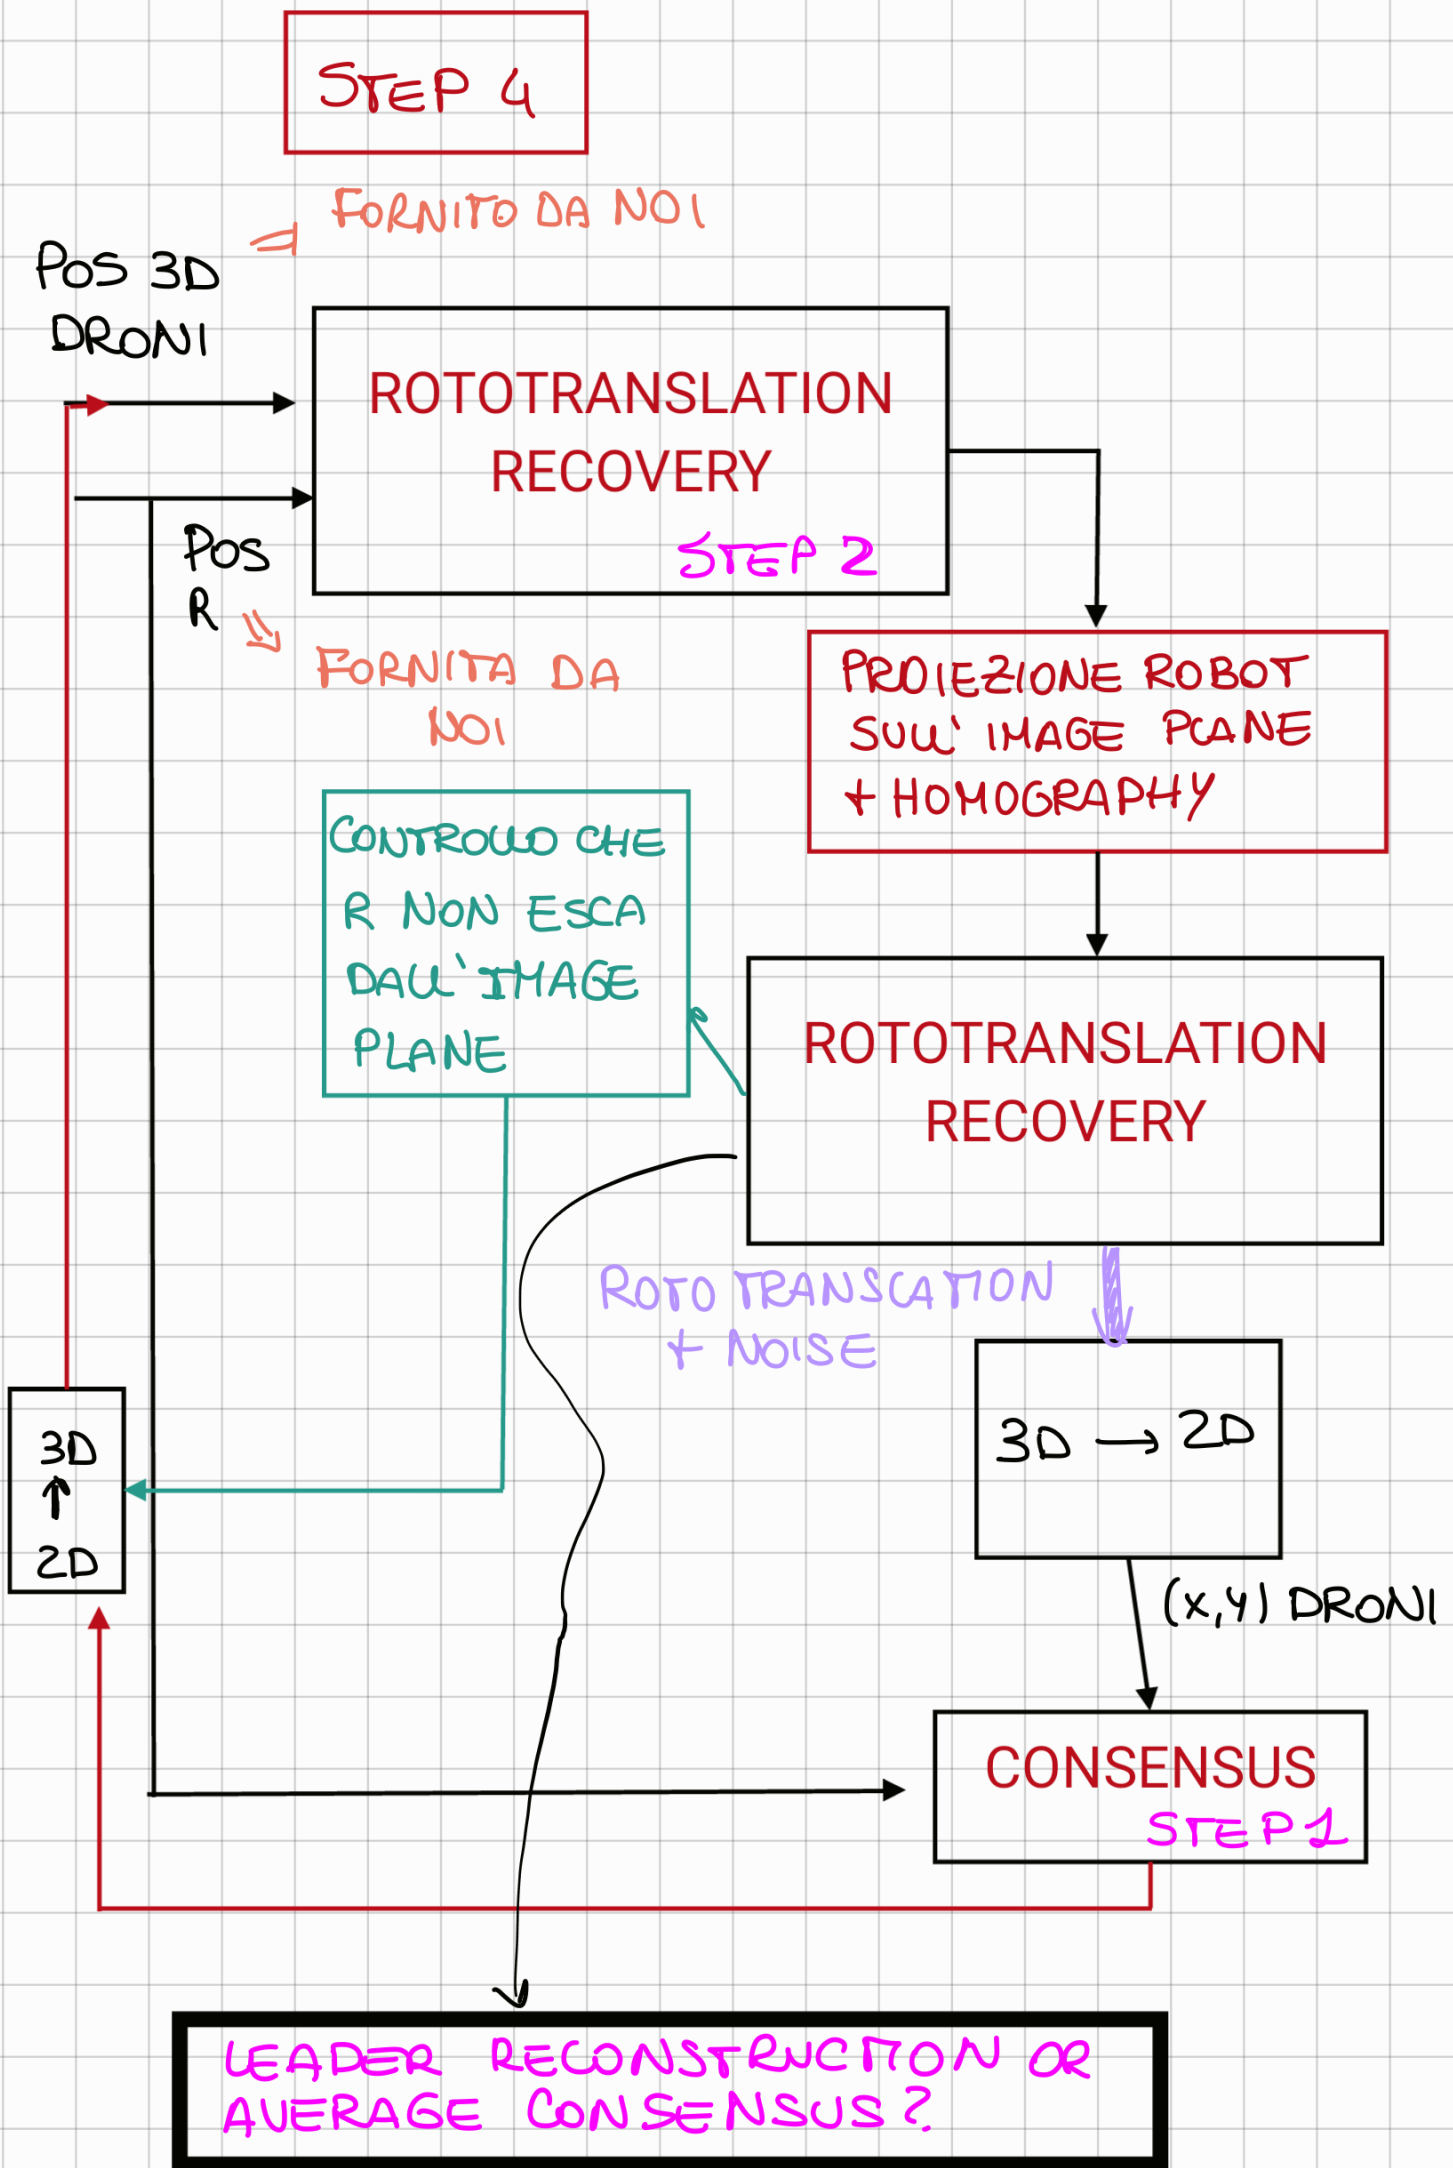 STEP 4
FORNITO DA NOI
POS 3D
DRONI
ROTOTRANSLATION
RECOVERY
STEP 2
POS
R
FORNITA DA
NOI
PROIEZIONE ROBOT
SULL' IMAGE PLANE
+ HOMOGRAPHY
CONTROLLO CHE
R NON ESCA
DALL' IMAGE
PLANE
ROTOTRANSLATION
RECOVERY
ROTO TRANSLATION
+ NOISE
3D → 2D
3D
↑
2D
(x,y) DRONI
CONSENSUS
STEP 1
LEADER RECONSTRUCTION OR
AVERAGE CONSENSUS?